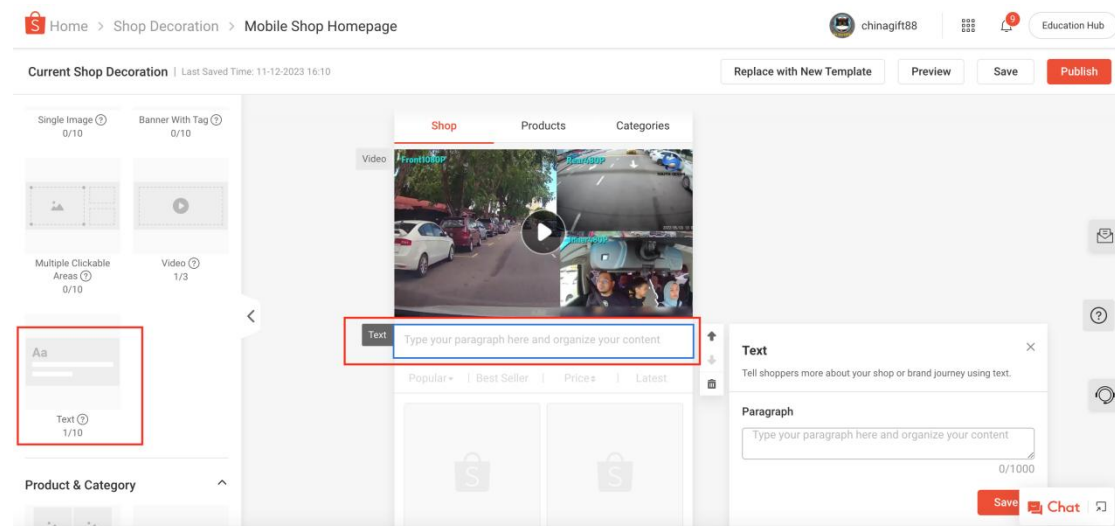 Home > Shop Decoration > Mobile Shop Homepage
chinagift88
9
Education Hub
Current Shop Decoration | Last Saved Time: 11-12-2023 16:10
Replace with New Template
Preview
Save
Publish
Single Image
0/10
Banner With Tag
0/10
Multiple Clickable
Areas
0/10
Video
1/3
Aa
Text
1/10
Product & Category
Shop
Products
Categories
Video
Front1080P
Rear480P
Text
Type your paragraph here and organize your content
Popular
Best Seller
Price
Latest
Text
Tell shoppers more about your shop or brand journey using text.
Paragraph
Type your paragraph here and organize your content
0/1000
Save
Chat